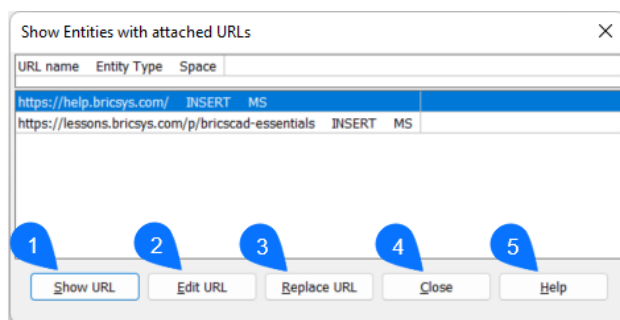 Show Entities with attached URLs
URL name Entity Type Space
https://help.bricsys.com/ INSERT MS
https://lessons.bricsys.com/p/bricscad-essentials INSERT MS
1 2 3 4 5
Show URL Edit URL Replace URL Close Help